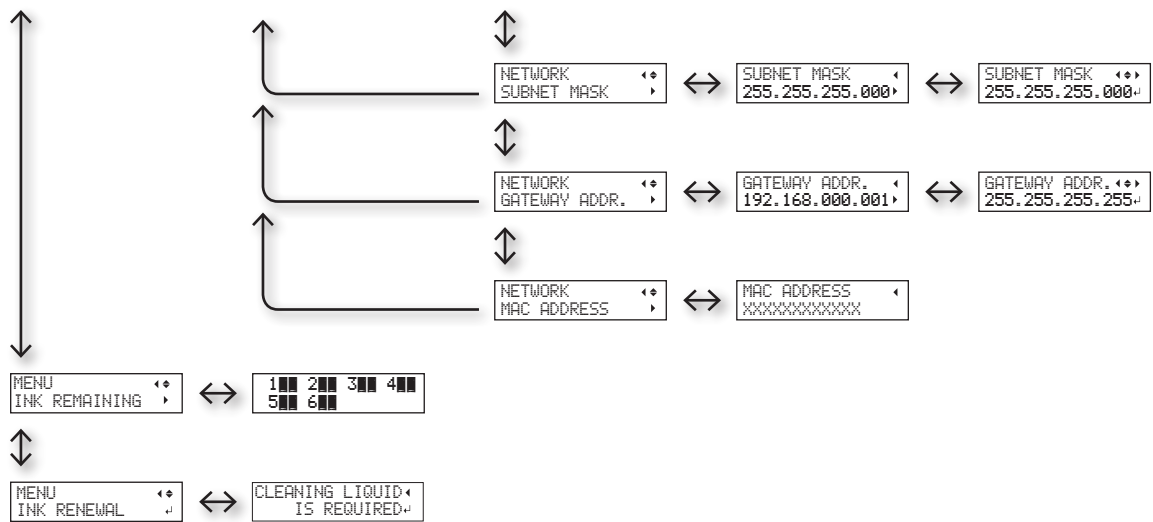 NETWORK
SUBNET MASK
SUBNET MASK
255.255.255.000
SUBNET MASK
255.255.255.000
NETWORK
GATEWAY ADDR.
GATEWAY ADDR.
192.168.000.001
GATEWAY ADDR.
255.255.255.255
NETWORK
MAC ADDRESS
MAC ADDRESS
XXXXXXXXXXXX
MENU
INK REMAINING
1 2 3 4
5 6
MENU
INK RENEWAL
CLEANING LIQUID
IS REQUIRED